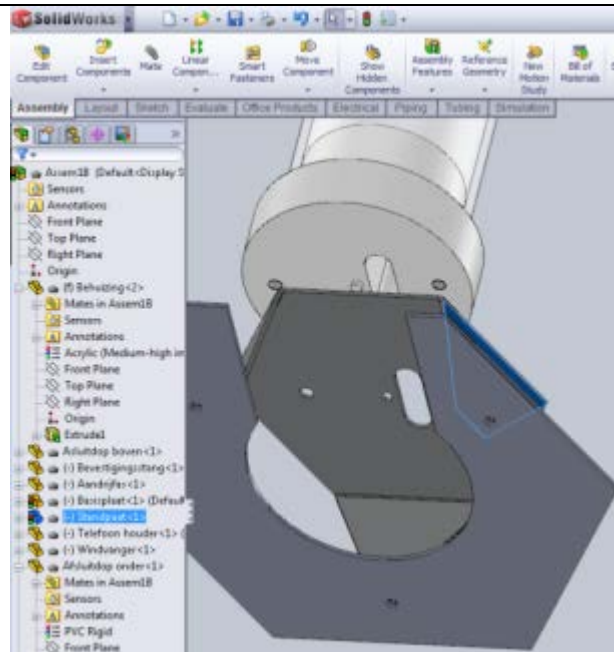 SolidWorks
Edit Component
Insert Components
Mate
Linear Compon...
Smart Fasteners
Move Component
Show Hidden Components
Assembly Features
Reference Geometry
New Motion Study
Bill of Materials
Assembly Layout Sketch Evaluate Office Products Electrical Piping Tubing Simulation
Assem1B (Default<Display S
Sensors
Annotations
Front Plane
Top Plane
Right Plane
Origin
(f) Behuizing<2>
Mates in Assem1B
Sensors
Annotations
Acrylic (Medium-high im
Front Plane
Top Plane
Right Plane
Origin
Extrude1
Asluitdop boven<1>
(-) Bevestigingsstang<1>
(-) Aandrijfas<1>
(-) Basisplaat<1> (Default
(-) Standplaat<1>
(-) Telefoon houder<1> (
(-) Windvanger<1>
Afsluitdop onder<1>
Mates in Assem1B
Sensors
Annotations
PVC Rigid
Front Plane